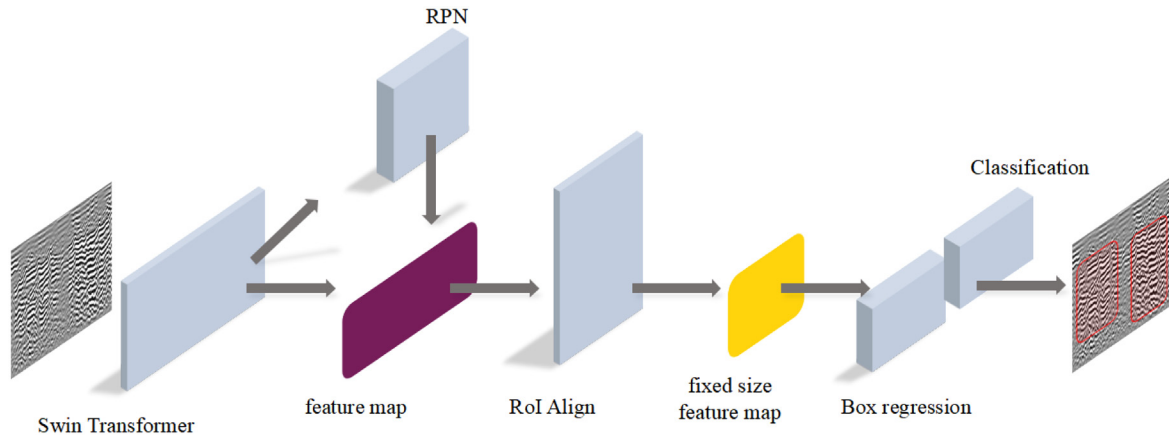 RPN
Classification
Swin Transformer
feature map
RoI Align
fixed size
feature map
Box regression